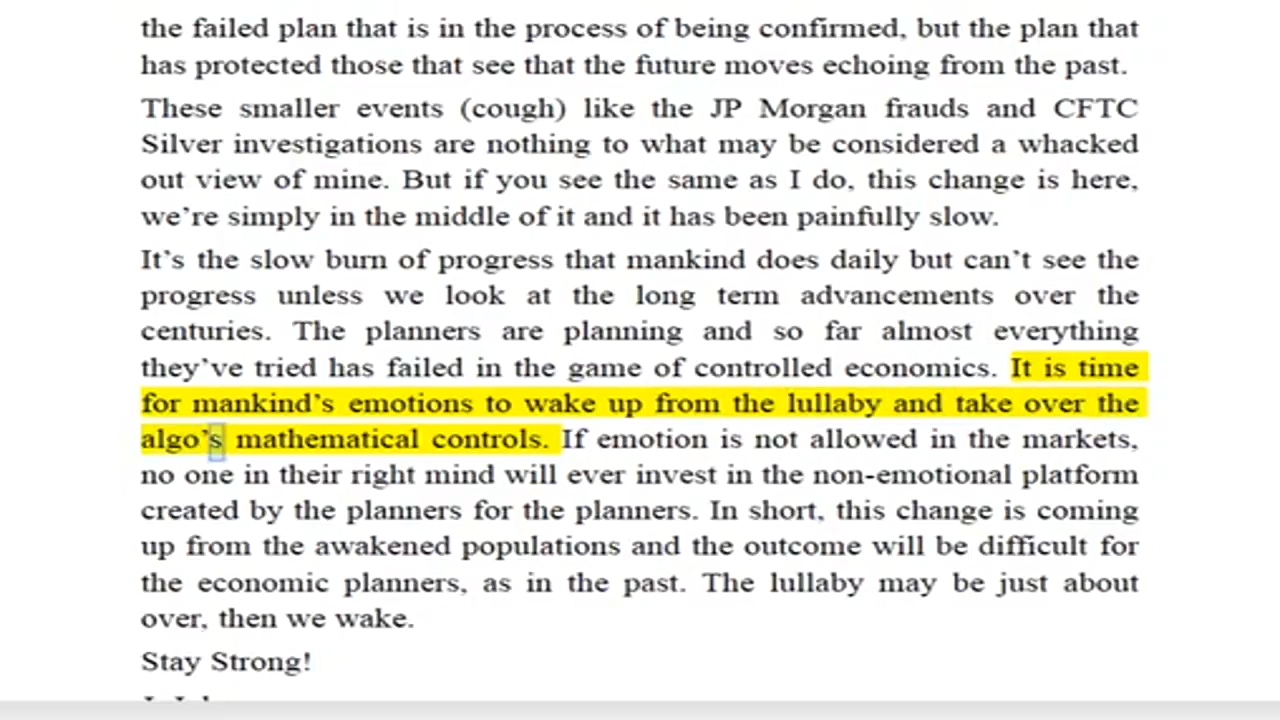 the failed plan that is in the process of being confirmed, but the plan that
has protected those that see that the future moves echoing from the past.
These smaller events (cough) like the JP Morgan frauds and CFTC
Silver investigations are nothing to what may be considered a whacked
out view of mine. But if you see the same as I do, this change is here,
we’re simply in the middle of it and it has been painfully slow.
It’s the slow burn of progress that mankind does daily but can’t see the
progress unless we look at the long term advancements over the
centuries. The planners are planning and so far almost everything
they’ve tried has failed in the game of controlled economics. It is time
for mankind’s emotions to wake up from the lullaby and take over the
algo’s mathematical controls. If emotion is not allowed in the markets,
no one in their right mind will ever invest in the non-emotional platform
created by the planners for the planners. In short, this change is coming
up from the awakened populations and the outcome will be difficult for
the economic planners, as in the past. The lullaby may be just about
over, then we wake.
Stay Strong!